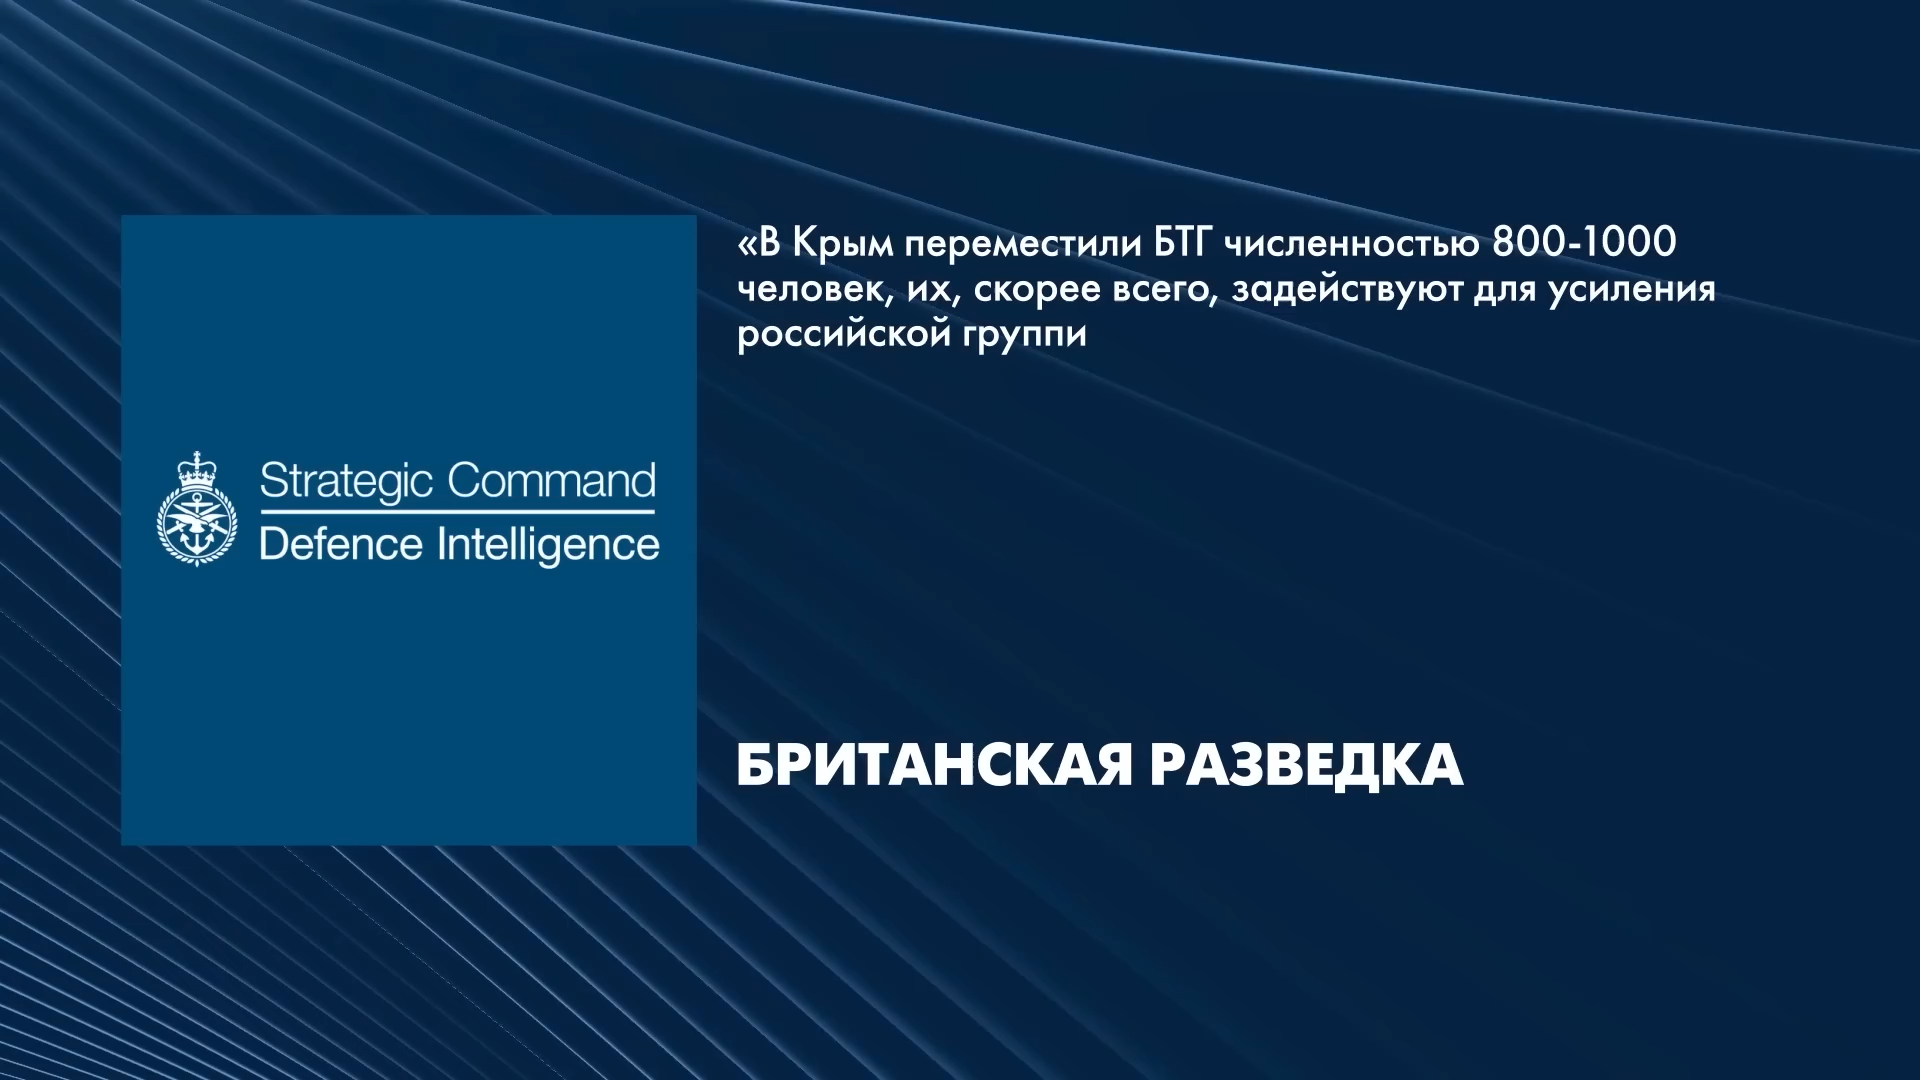 «В Крым переместили БТГ численностью 800-1000
человек, их, скорее всего, задействуют для усиления
российской группи
Strategic Command
Defence Intelligence
БРИТАНСКАЯ РАЗВЕДКА